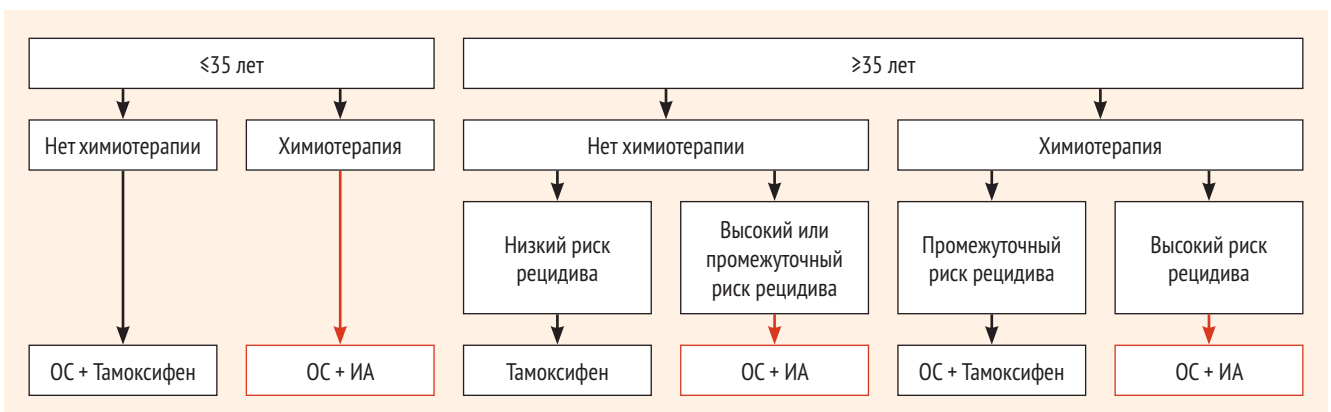 ≤35 лет
≥35 лет
Нет химиотерапии
Химиотерапия
Нет химиотерапии
Химиотерапия
Низкий риск
рецидива
Высокий или
промежуточный
риск рецидива
Промежуточный
риск рецидива
Высокий риск
рецидива
ОС + Тамоксифен
ОС + ИА
Тамоксифен
ОС + ИА
ОС + Тамоксифен
ОС + ИА